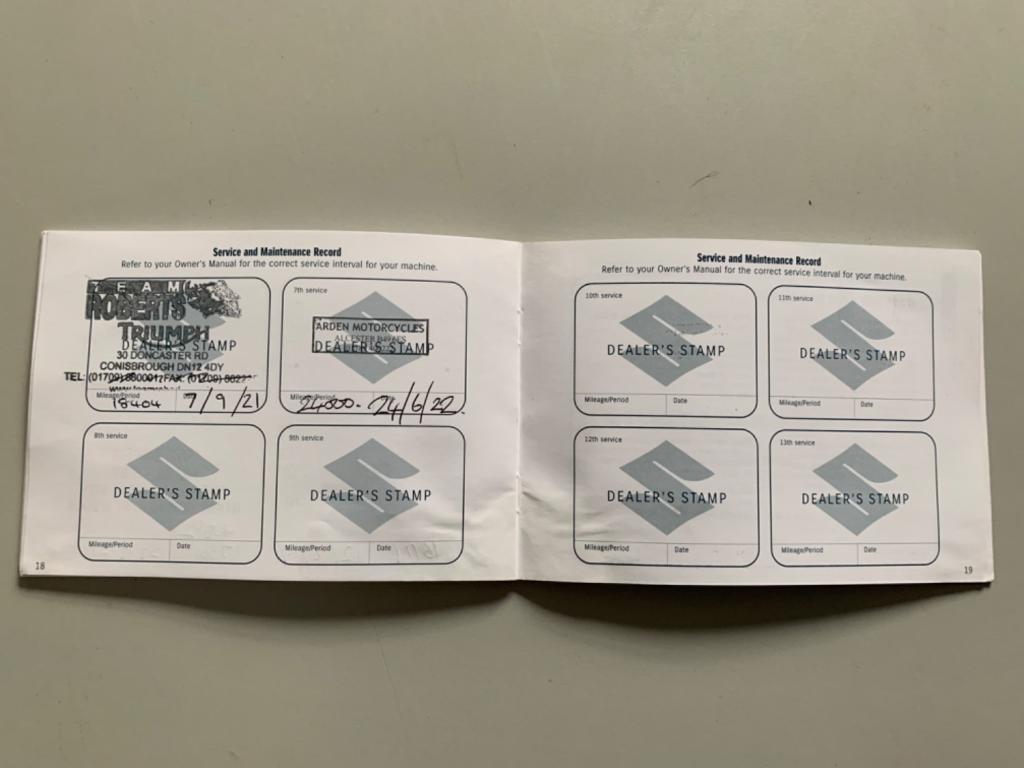 Service and Maintenance Record
Refer to your Owner's Manual for the correct service interval for your machine.
TEAM
ROBERTS
TRIUMPH
DEALER'S STAMP
30 DONCASTER RD
CONISBROUGH DN12 4DY
TEL: (01709) FAX: (01709)
18404 7/9/21
7th service
ARDEN MOTORCYCLES
ALCESTER
DEALER'S STAMP
Mileage/Period
24000. 24/6/22.
8th service
DEALER'S STAMP
Mileage/Period Date
9th service
DEALER'S STAMP
Mileage/Period Date
18
Service and Maintenance Record
Refer to your Owner's Manual for the correct service interval for your machine.
10th service
DEALER'S STAMP
Mileage/Period Date
11th service
DEALER'S STAMP
Mileage/Period Date
12th service
DEALER'S STAMP
Mileage/Period Date
13th service
DEALER'S STAMP
Mileage/Period Date
19